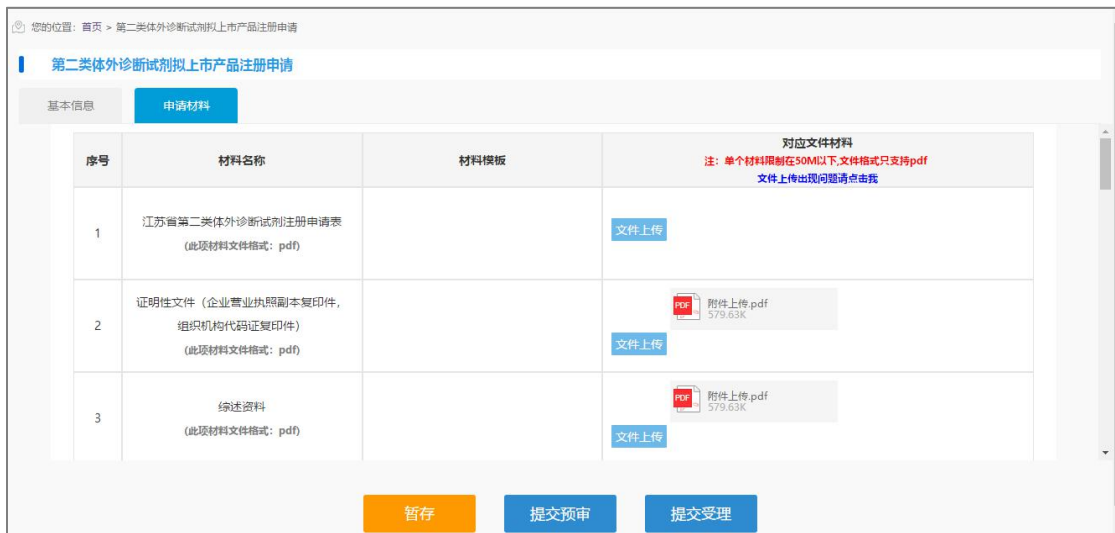 您的位置：首页 > 第二类体外诊断试剂拟上市产品注册申请
第二类体外诊断试剂拟上市产品注册申请
基本信息
申请材料
序号
材料名称
材料模板
对应文件材料
注：单个材料限制在50M以下,文件格式只支持pdf
文件上传出现问题请点击我
1
江苏省第二类体外诊断试剂注册申请表
(此项材料文件格式：pdf)
文件上传
2
证明性文件（企业营业执照副本复印件，
组织机构代码证复印件）
(此项材料文件格式：pdf)
PDF
附件上传.pdf
579.63K
文件上传
3
综述资料
(此项材料文件格式：pdf)
PDF
附件上传.pdf
579.63K
文件上传
暂存
提交预审
提交受理